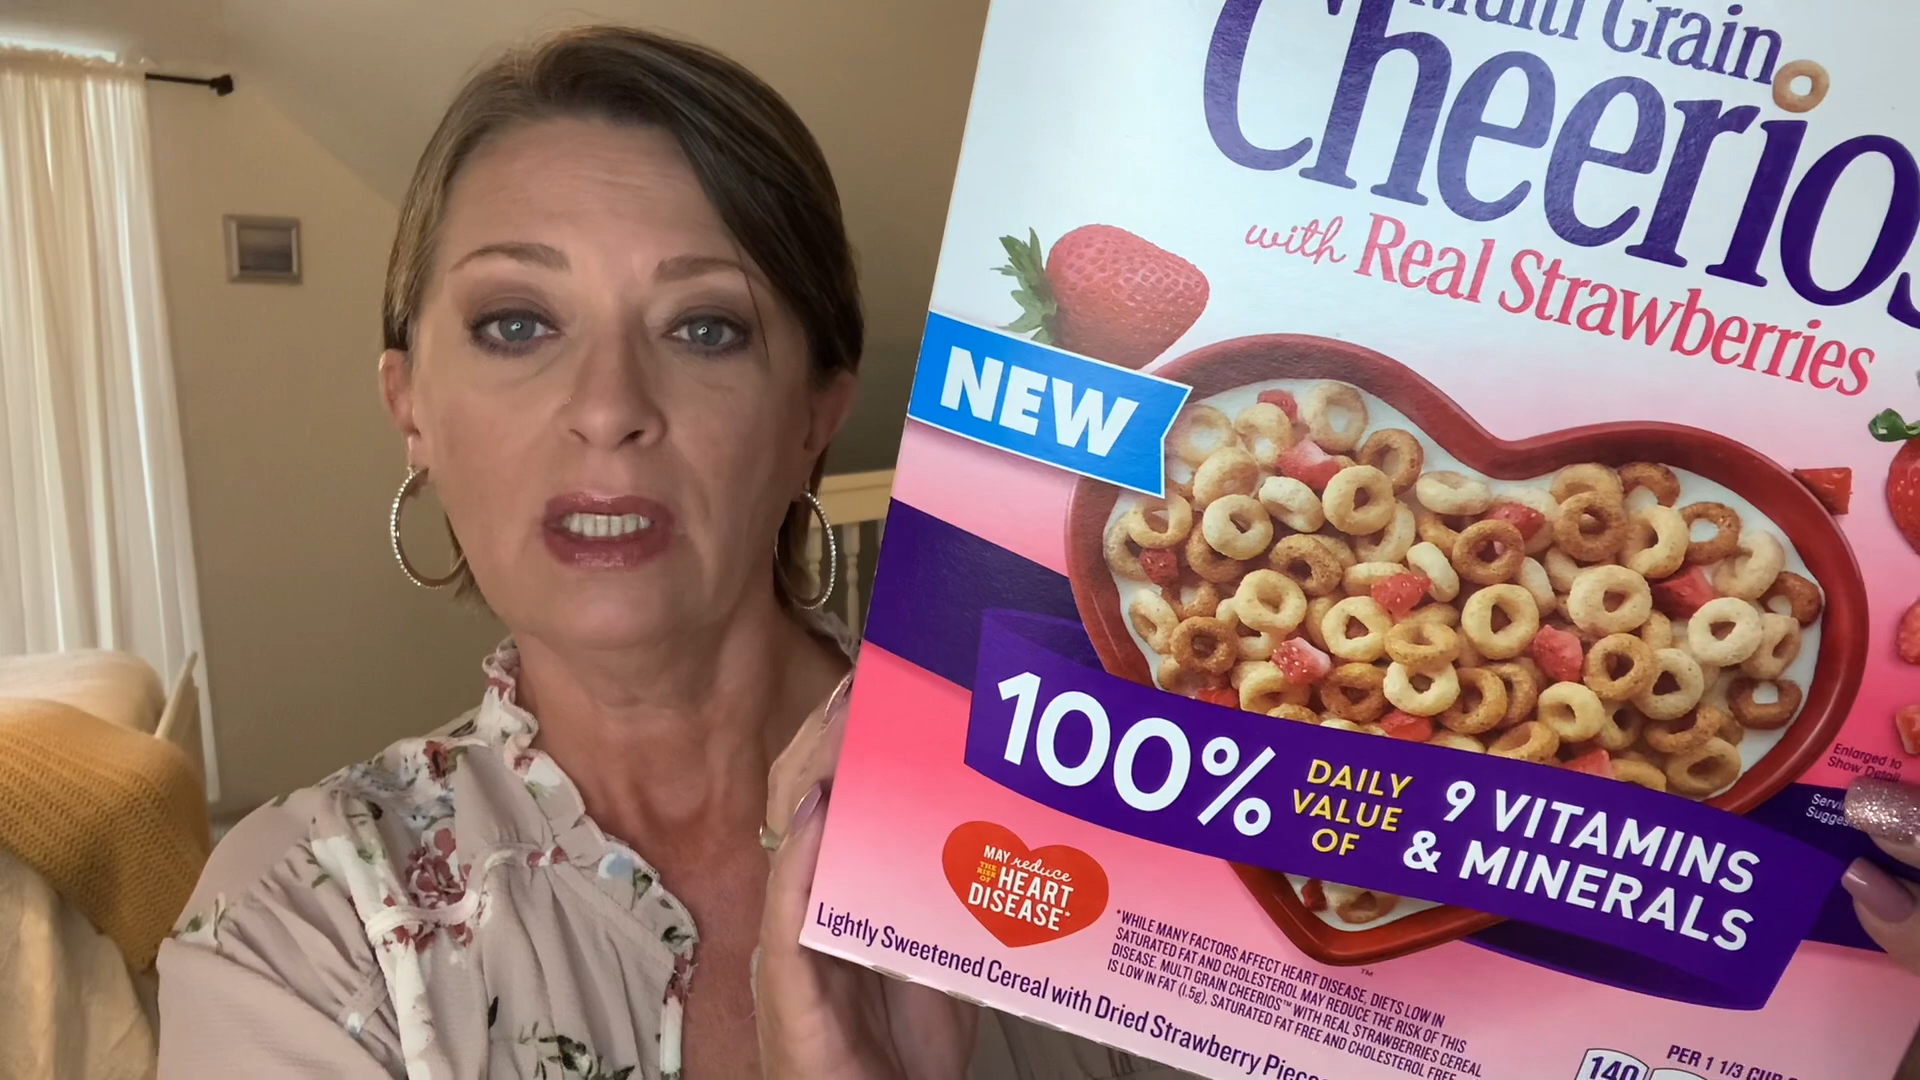 Multi Grain
Cheerios
with Real Strawberries
NEW
100%
DAILY
VALUE
OF
9 VITAMINS
& MINERALS
Enlarged to
Show Detail
MAY reduce
THE RISK OF HEART
DISEASE*
*WHILE MANY FACTORS AFFECT HEART DISEASE, DIETS LOW IN
SATURATED FAT AND CHOLESTEROL MAY REDUCE THE RISK OF THIS
DISEASE. MULTI GRAIN CHEERIOS™ WITH REAL STRAWBERRIES CEREAL
IS LOW IN FAT (1.5g), SATURATED FAT FREE AND CHOLESTEROL FREE
TM
Lightly Sweetened Cereal with Dried Strawberry Pieces
140
PER 1 1/3 CUP